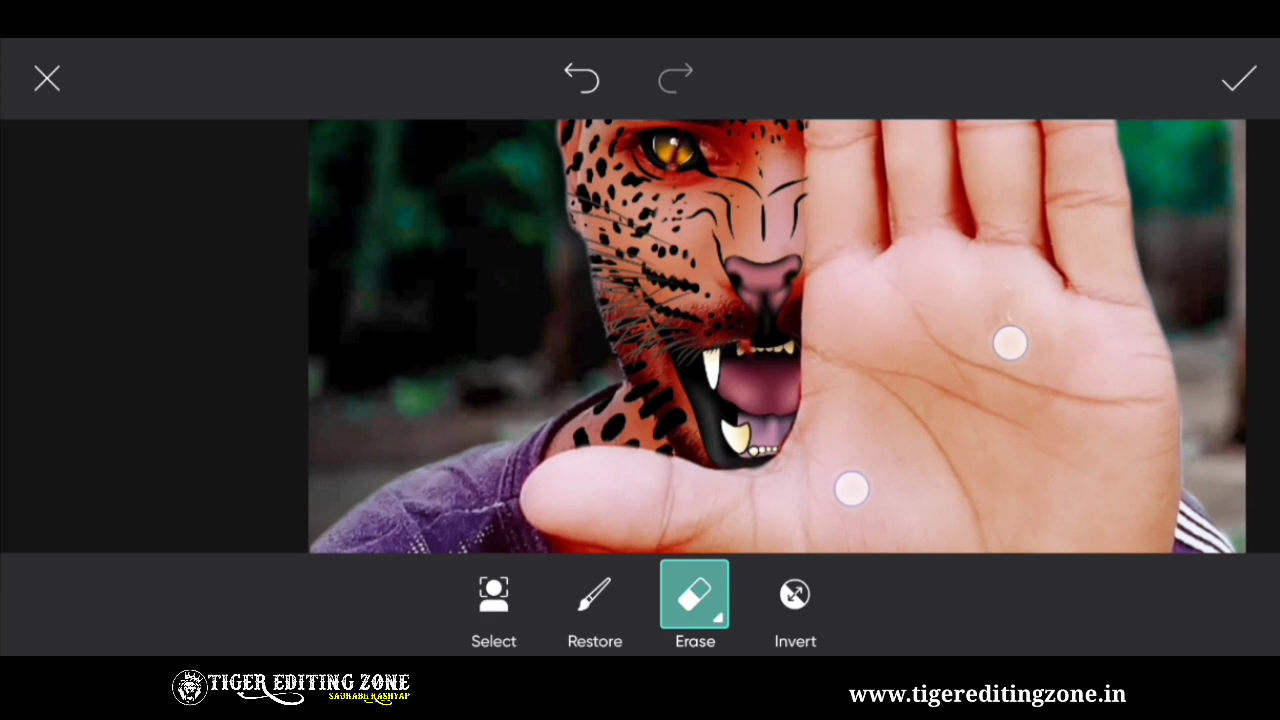 Select
Restore
Erase
Invert
TIGER EDITING ZONE
SAURABH KASHYAP
www.tigereditingzone.in